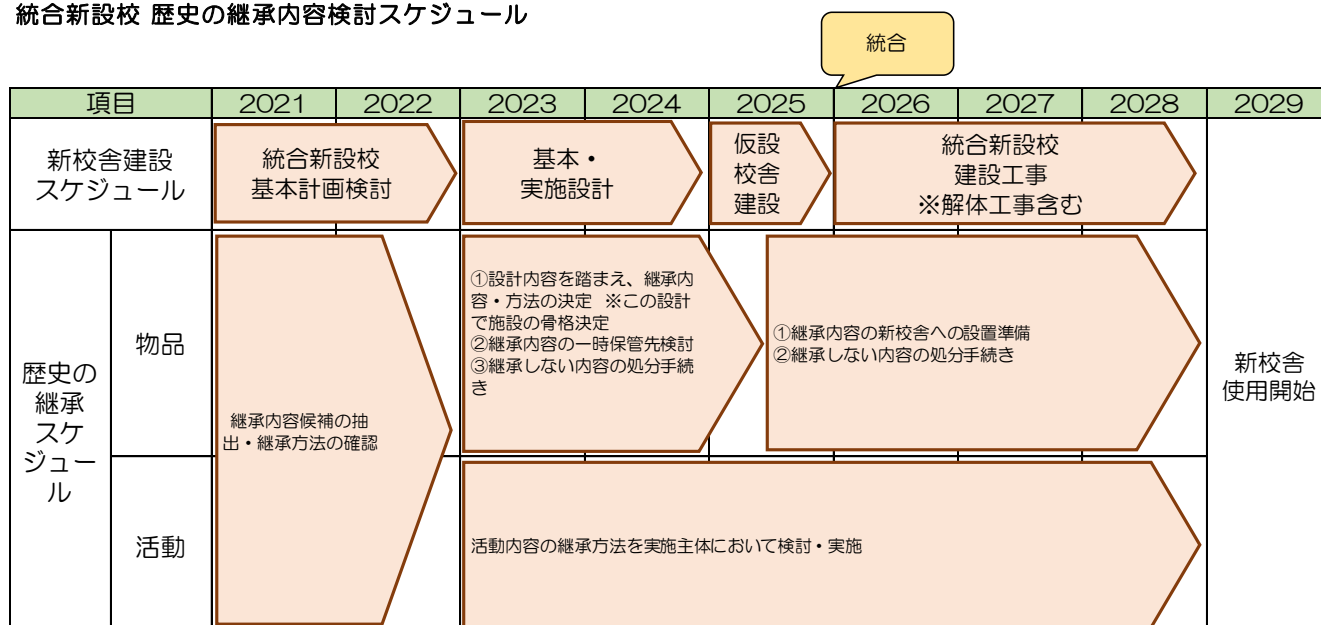 統合新設校 歴史の継承内容検討スケジュール
統合
項目
2021
2022
2023
2024
2025
2026
2027
2028
2029
新校舎建設
スケジュール
統合新設校
基本計画検討
基本・
実施設計
仮設
校舎
建設
統合新設校
建設工事
※解体工事含む
歴史の
継承
スケ
ジュー
ル
物品
継承内容候補の抽
出・継承方法の確認
①設計内容を踏まえ、継承内
容・方法の決定 ※この設計
で施設の骨格決定
②継承内容の一時保管先検討
③継承しない内容の処分手続
き
①継承内容の新校舎への設置準備
②継承しない内容の処分手続き
新校舎
使用開始
活動
活動内容の継承方法を実施主体において検討・実施